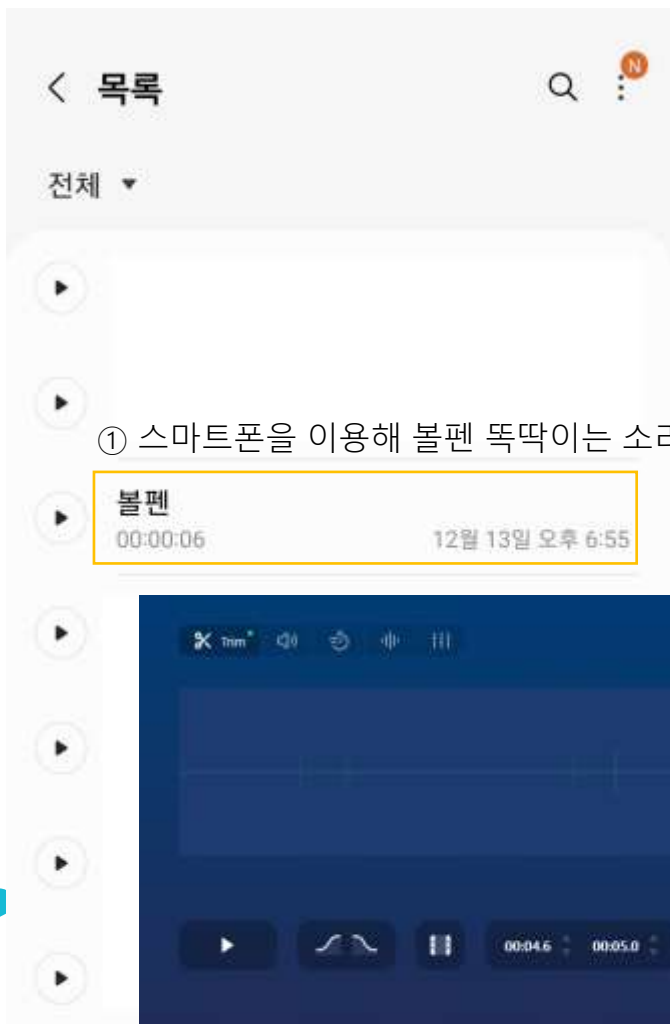 목록
N
전체
① 스마트폰을 이용해 볼펜 똑딱이는 소
볼펜
00:00:06 12월 13일 오후 6:55
Trim
00:04.6 00:05.0